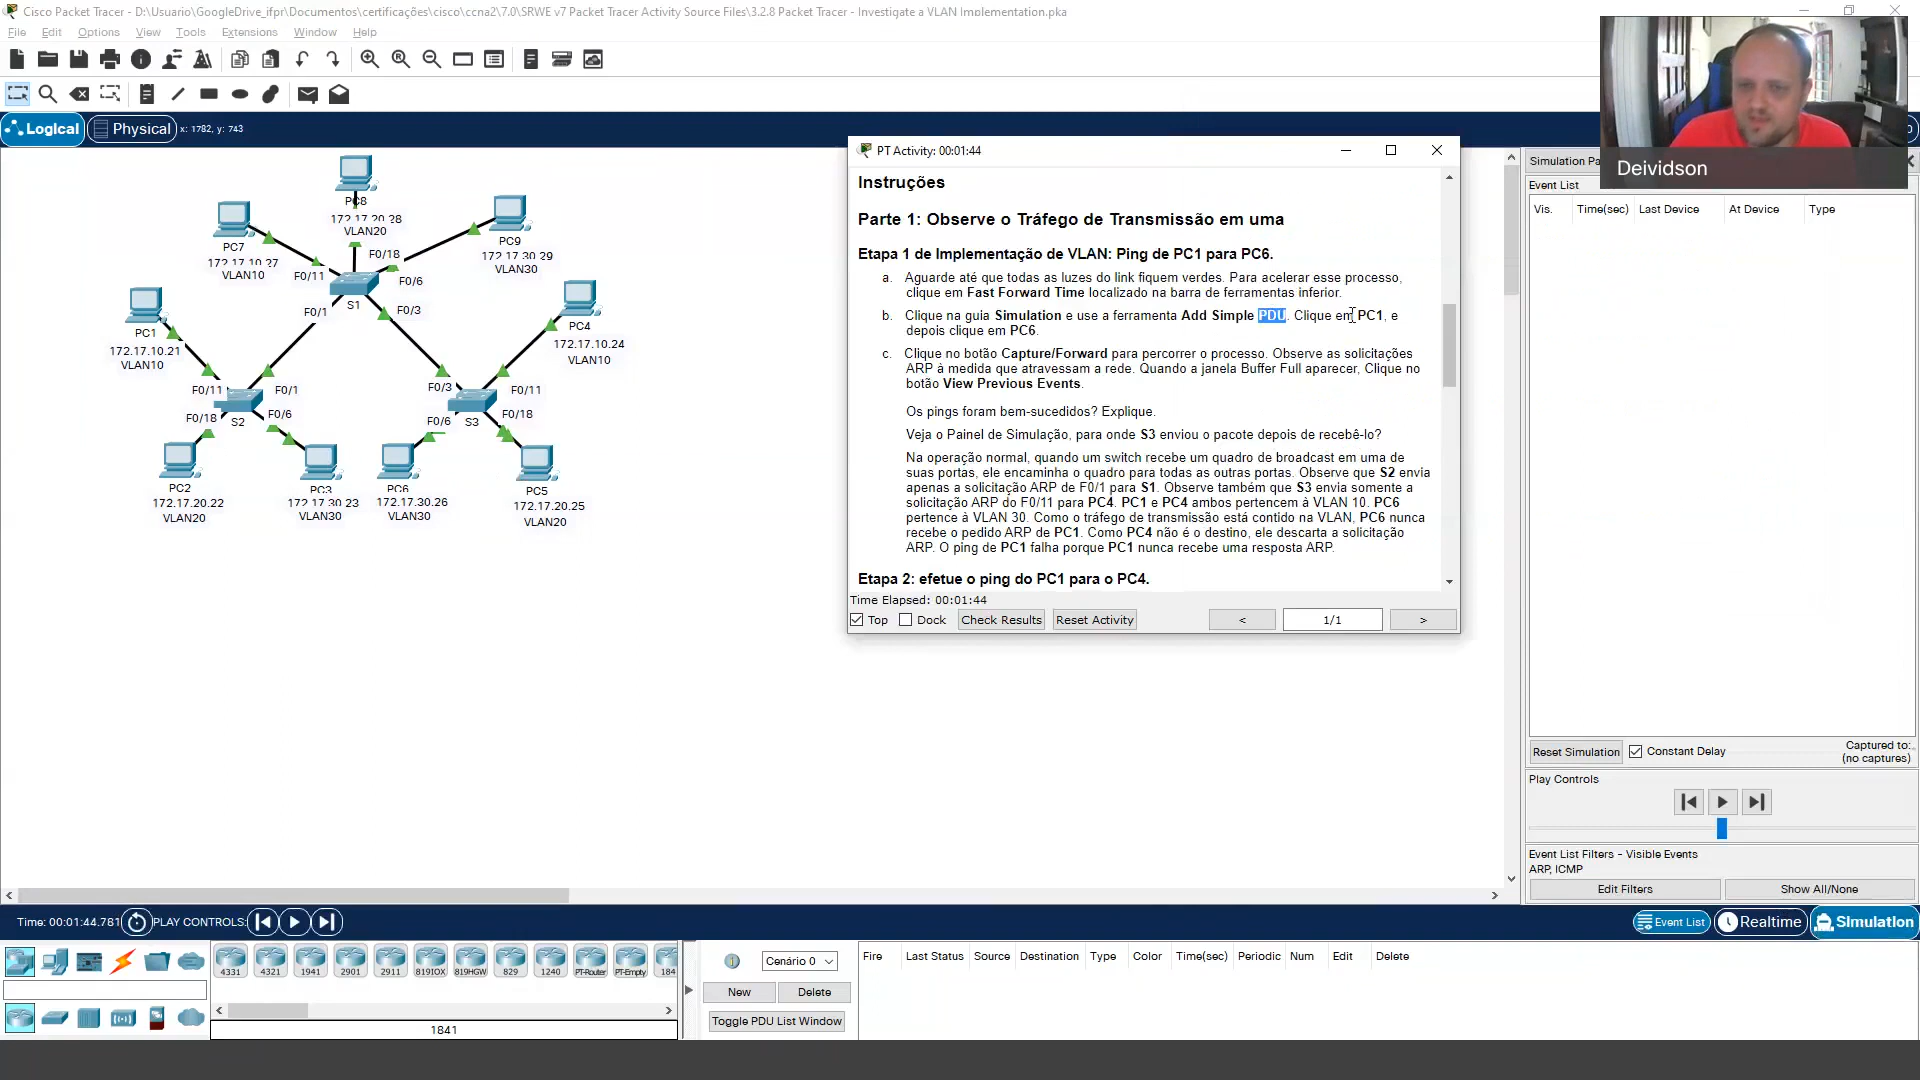 Cisco Packet Tracer - D:\Usuario\GoogleDrive_ifpr\Documentos\certificações\cisco\ccna2\7.0\SRWE v7 Packet Tracer Activity Source Files\3.2.8 Packet Tracer - Investigate a VLAN Implementation.pka
File Edit Options View Tools Extensions Window Help
Logical Physical x: 1782, y: 743
PC8
172.17.20.28
VLAN20
PC7
172.17.10.27
VLAN10
PC9
172.17.30.29
VLAN30
F0/11
F0/18
F0/6
S1
F0/1
F0/3
PC1
172.17.10.21
VLAN10
PC4
172.17.10.24
VLAN10
F0/11
F0/1
F0/18
F0/6
S2
F0/3
F0/11
F0/6
F0/18
S3
PC2
172.17.20.22
VLAN20
PC3
172.17.30.23
VLAN30
PC6
172.17.30.26
VLAN30
PC5
172.17.20.25
VLAN20
PT Activity: 00:01:44
Instruções
Parte 1: Observe o Tráfego de Transmissão em uma
Etapa 1 de Implementação de VLAN: Ping de PC1 para PC6.
a. Aguarde até que todas as luzes do link fiquem verdes. Para acelerar esse processo,
clique em Fast Forward Time localizado na barra de ferramentas inferior.
b. Clique na guia Simulation e use a ferramenta Add Simple PDU. Clique em PC1, e
depois clique em PC6.
c. Clique no botão Capture/Forward para percorrer o processo. Observe as solicitações
ARP à medida que atravessam a rede. Quando a janela Buffer Full aparecer, Clique no
botão View Previous Events.
Os pings foram bem-sucedidos? Explique.
Veja o Painel de Simulação, para onde S3 enviou o pacote depois de recebê-lo?
Na operação normal, quando um switch recebe um quadro de broadcast em uma de
suas portas, ele encaminha o quadro para todas as outras portas. Observe que S2 envia
apenas a solicitação ARP de F0/1 para S1. Observe também que S3 envia somente a
solicitação ARP do F0/11 para PC4. PC1 e PC4 ambos pertencem à VLAN 10. PC6
pertence à VLAN 30. Como o tráfego de transmissão está contido na VLAN, PC6 nunca
recebe o pedido ARP de PC1. Como PC4 não é o destino, ele descarta a solicitação
ARP. O ping de PC1 falha porque PC1 nunca recebe uma resposta ARP.
Etapa 2: efetue o ping do PC1 para o PC4.
Time Elapsed: 00:01:44
Top Dock Check Results Reset Activity < 1/1 >
Deividson
Simulation Pa
Event List
Vis. Time(sec) Last Device At Device Type
Reset Simulation Constant Delay Captured to:
(no captures)
Play Controls
Event List Filters - Visible Events
ARP, ICMP
Edit Filters Show All/None
Time: 00:01:44.781 PLAY CONTROLS: Event List Realtime Simulation
4331 4321 1941 2901 2911 819IOX 819HGW 829 1240 PT-Router PT-Empty 184
1841
Cenário 0
New Delete
Toggle PDU List Window
Fire Last Status Source Destination Type Color Time(sec) Periodic Num Edit Delete